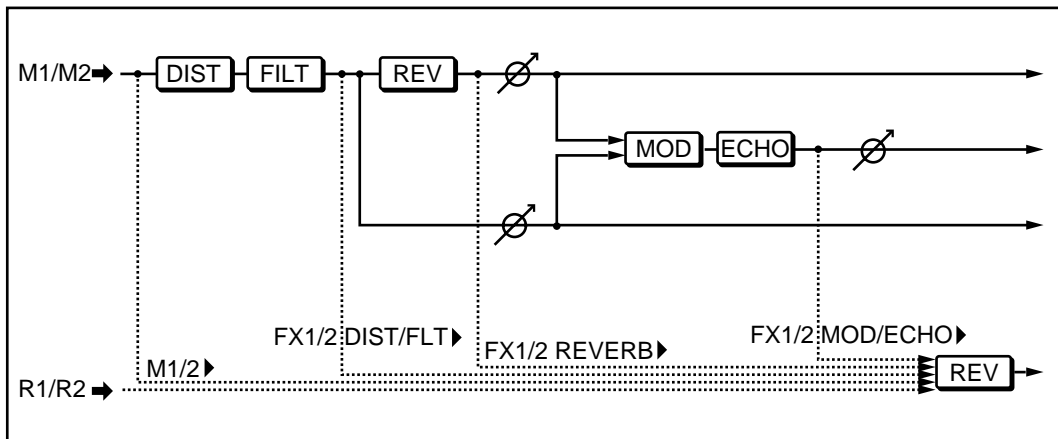 M1/M2 DIST FILT REV
MOD ECHO
FX1/2 DIST/FLT
FX1/2 REVERB
FX1/2 MOD/ECHO
M1/2
R1/R2 REV